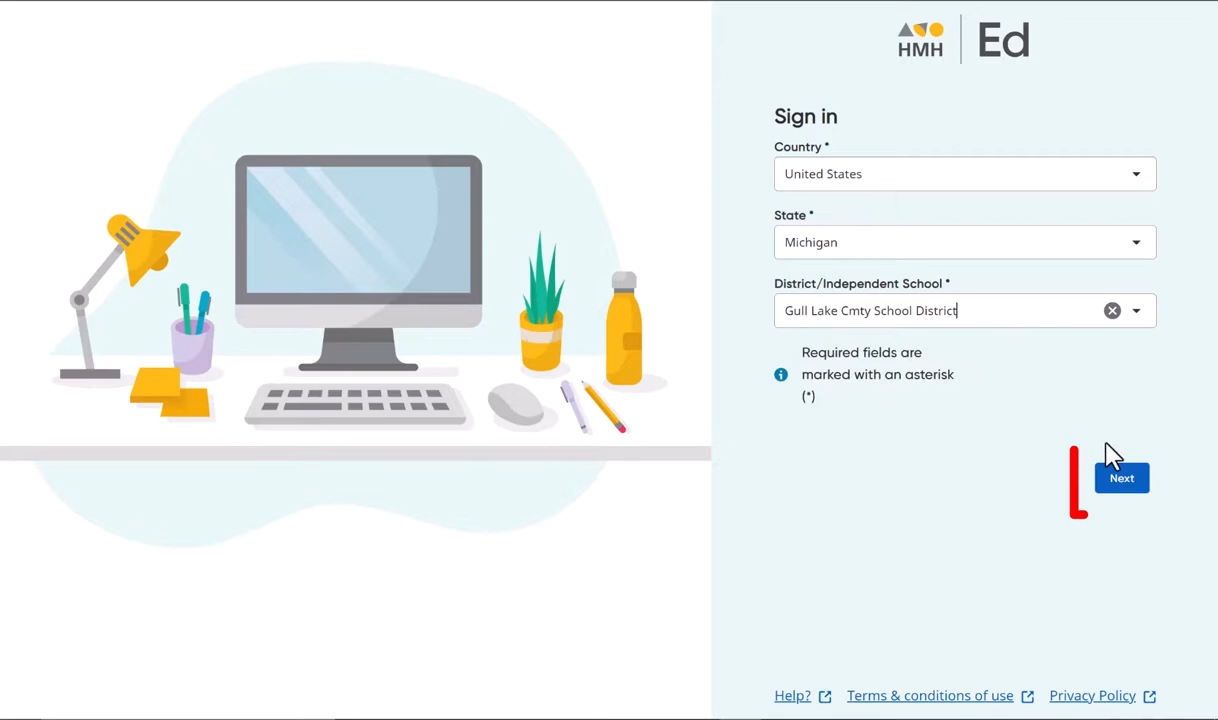 HMH
Ed
Sign in
Country *
United States
State *
Michigan
District/Independent School *
Gull Lake Cmty School District
Required fields are
marked with an asterisk
(*)
Next
Help?
Terms & conditions of use
Privacy Policy